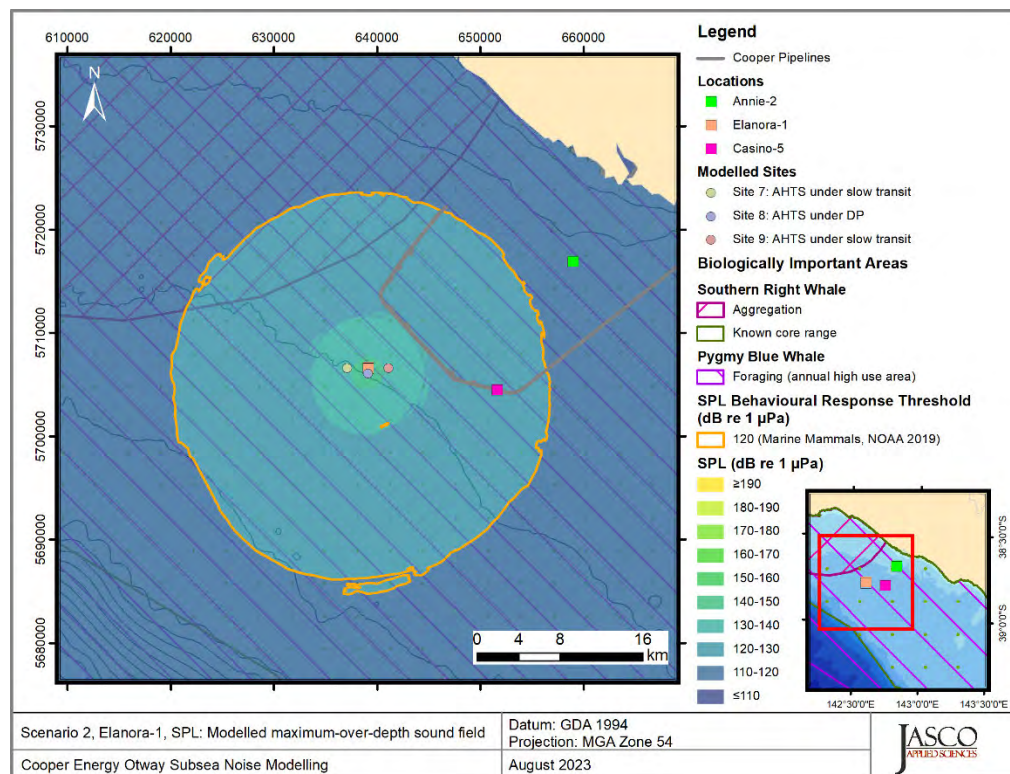 610000 620000 630000 640000 650000 660000
N
5730000
5720000
5710000
5700000
5690000
5680000
0 4 8 16
km
Legend
Cooper Pipelines
Locations
Annie-2
Elanora-1
Casino-5
Modelled Sites
Site 7: AHTS under slow transit
Site 8: AHTS under DP
Site 9: AHTS under slow transit
Biologically Important Areas
Southern Right Whale
Aggregation
Known core range
Pygmy Blue Whale
Foraging (annual high use area)
SPL Behavioural Response Threshold
(dB re 1 µPa)
120 (Marine Mammals, NOAA 2019)
SPL (dB re 1 µPa)
≥190
180-190
170-180
160-170
150-160
140-150
130-140
120-130
110-120
≤110
38°30'0"S
39°0'0"S
142°30'0"E 143°0'0"E 143°30'0"E
Scenario 2, Elanora-1, SPL: Modelled maximum-over-depth sound field
Datum: GDA 1994
Projection: MGA Zone 54
Cooper Energy Otway Subsea Noise Modelling
August 2023
JASCO
APPLIED SCIENCES